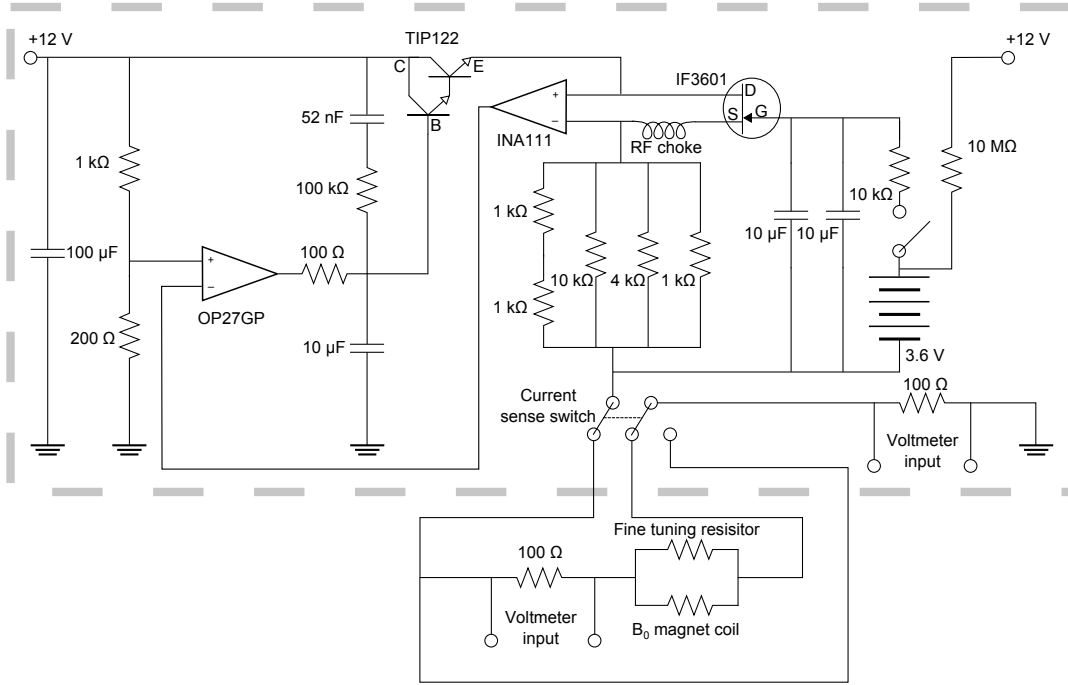 +12 V
TIP122
+12 V
C
E
IF3601
B
52 nF
+
−
D
S
G
INA111
RF choke
1 kΩ
100 kΩ
10 MΩ
10 kΩ
1 kΩ
100 µF
100 Ω
10 µF
10 µF
+
−
10 kΩ
4 kΩ
1 kΩ
1 kΩ
OP27GP
200 Ω
10 µF
3.6 V
100 Ω
Current
sense switch
Voltmeter
input
Fine tuning resisitor
100 Ω
Voltmeter
input
B₀ magnet coil